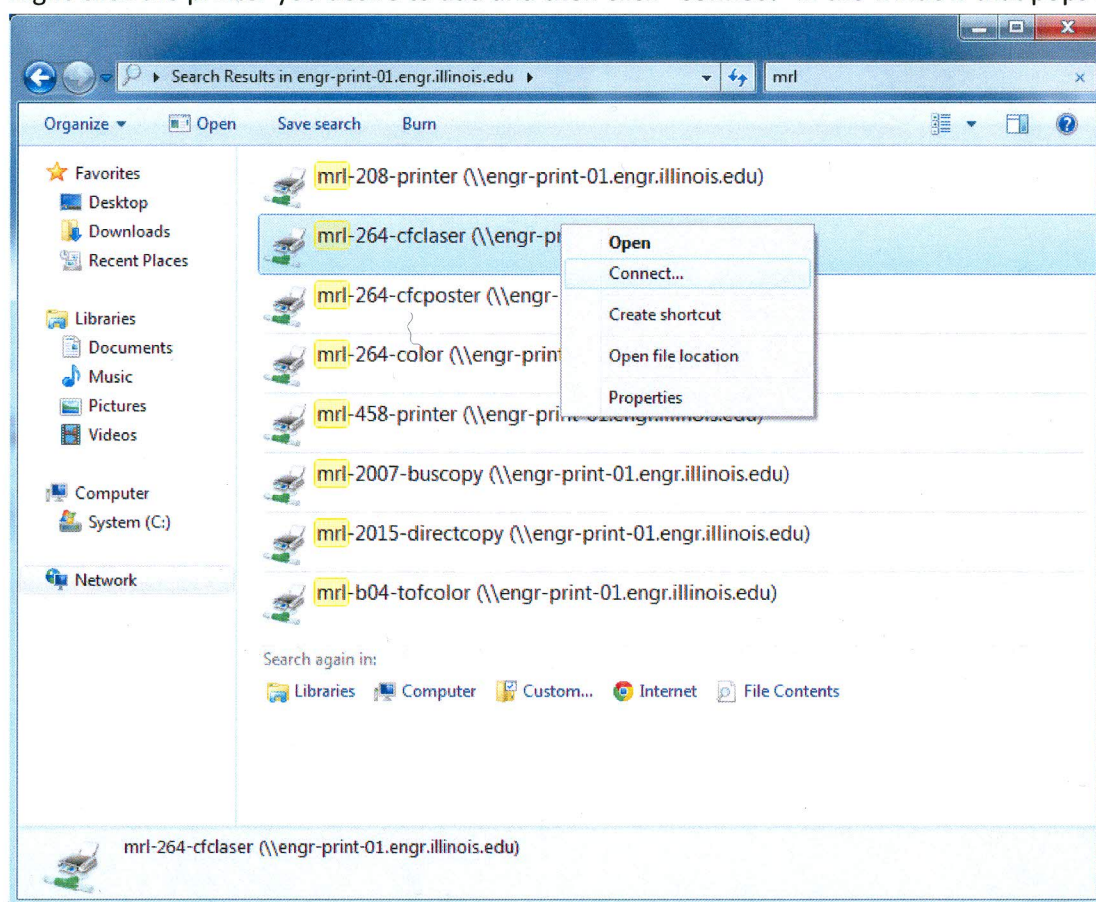 Search Results in engr-print-01.engr.illinois.edu
mrl
Organize
Open
Save search
Burn
Favorites
Desktop
Downloads
Recent Places
Libraries
Documents
Music
Pictures
Videos
Computer
System (C:)
Network
mrl-208-printer (\\engr-print-01.engr.illinois.edu)
mrl-264-cfclaser (\\engr-pr
mrl-264-cfcposter (\\engr-
mrl-264-color (\\engr-print
mrl-458-printer (\\engr-print-01.engr.illinois.edu)
mrl-2007-buscopy (\\engr-print-01.engr.illinois.edu)
mrl-2015-directcopy (\\engr-print-01.engr.illinois.edu)
mrl-b04-tofcolor (\\engr-print-01.engr.illinois.edu)
Open
Connect...
Create shortcut
Open file location
Properties
Search again in:
Libraries Computer Custom... Internet File Contents
mrl-264-cfclaser (\\engr-print-01.engr.illinois.edu)